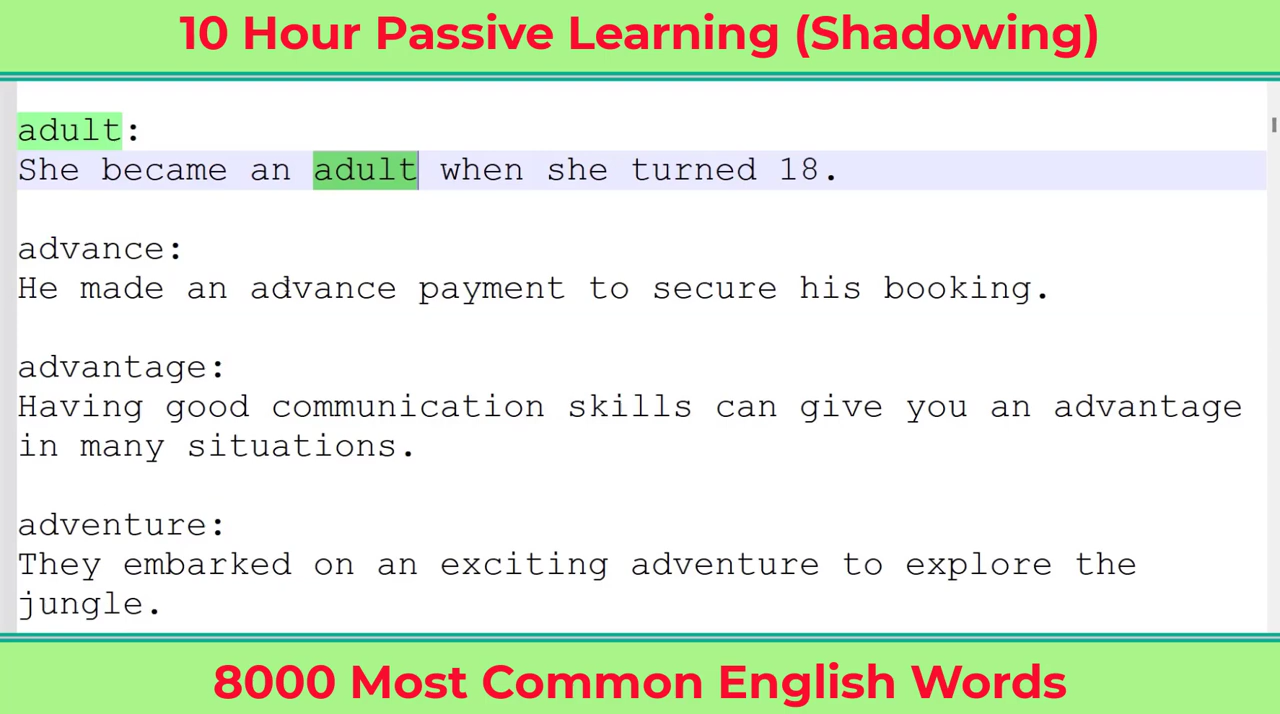 10 Hour Passive Learning (Shadowing)
adult:
She became an adult when she turned 18.
advance:
He made an advance payment to secure his booking.
advantage:
Having good communication skills can give you an advantage
in many situations.
adventure:
They embarked on an exciting adventure to explore the
jungle.
8000 Most Common English Words